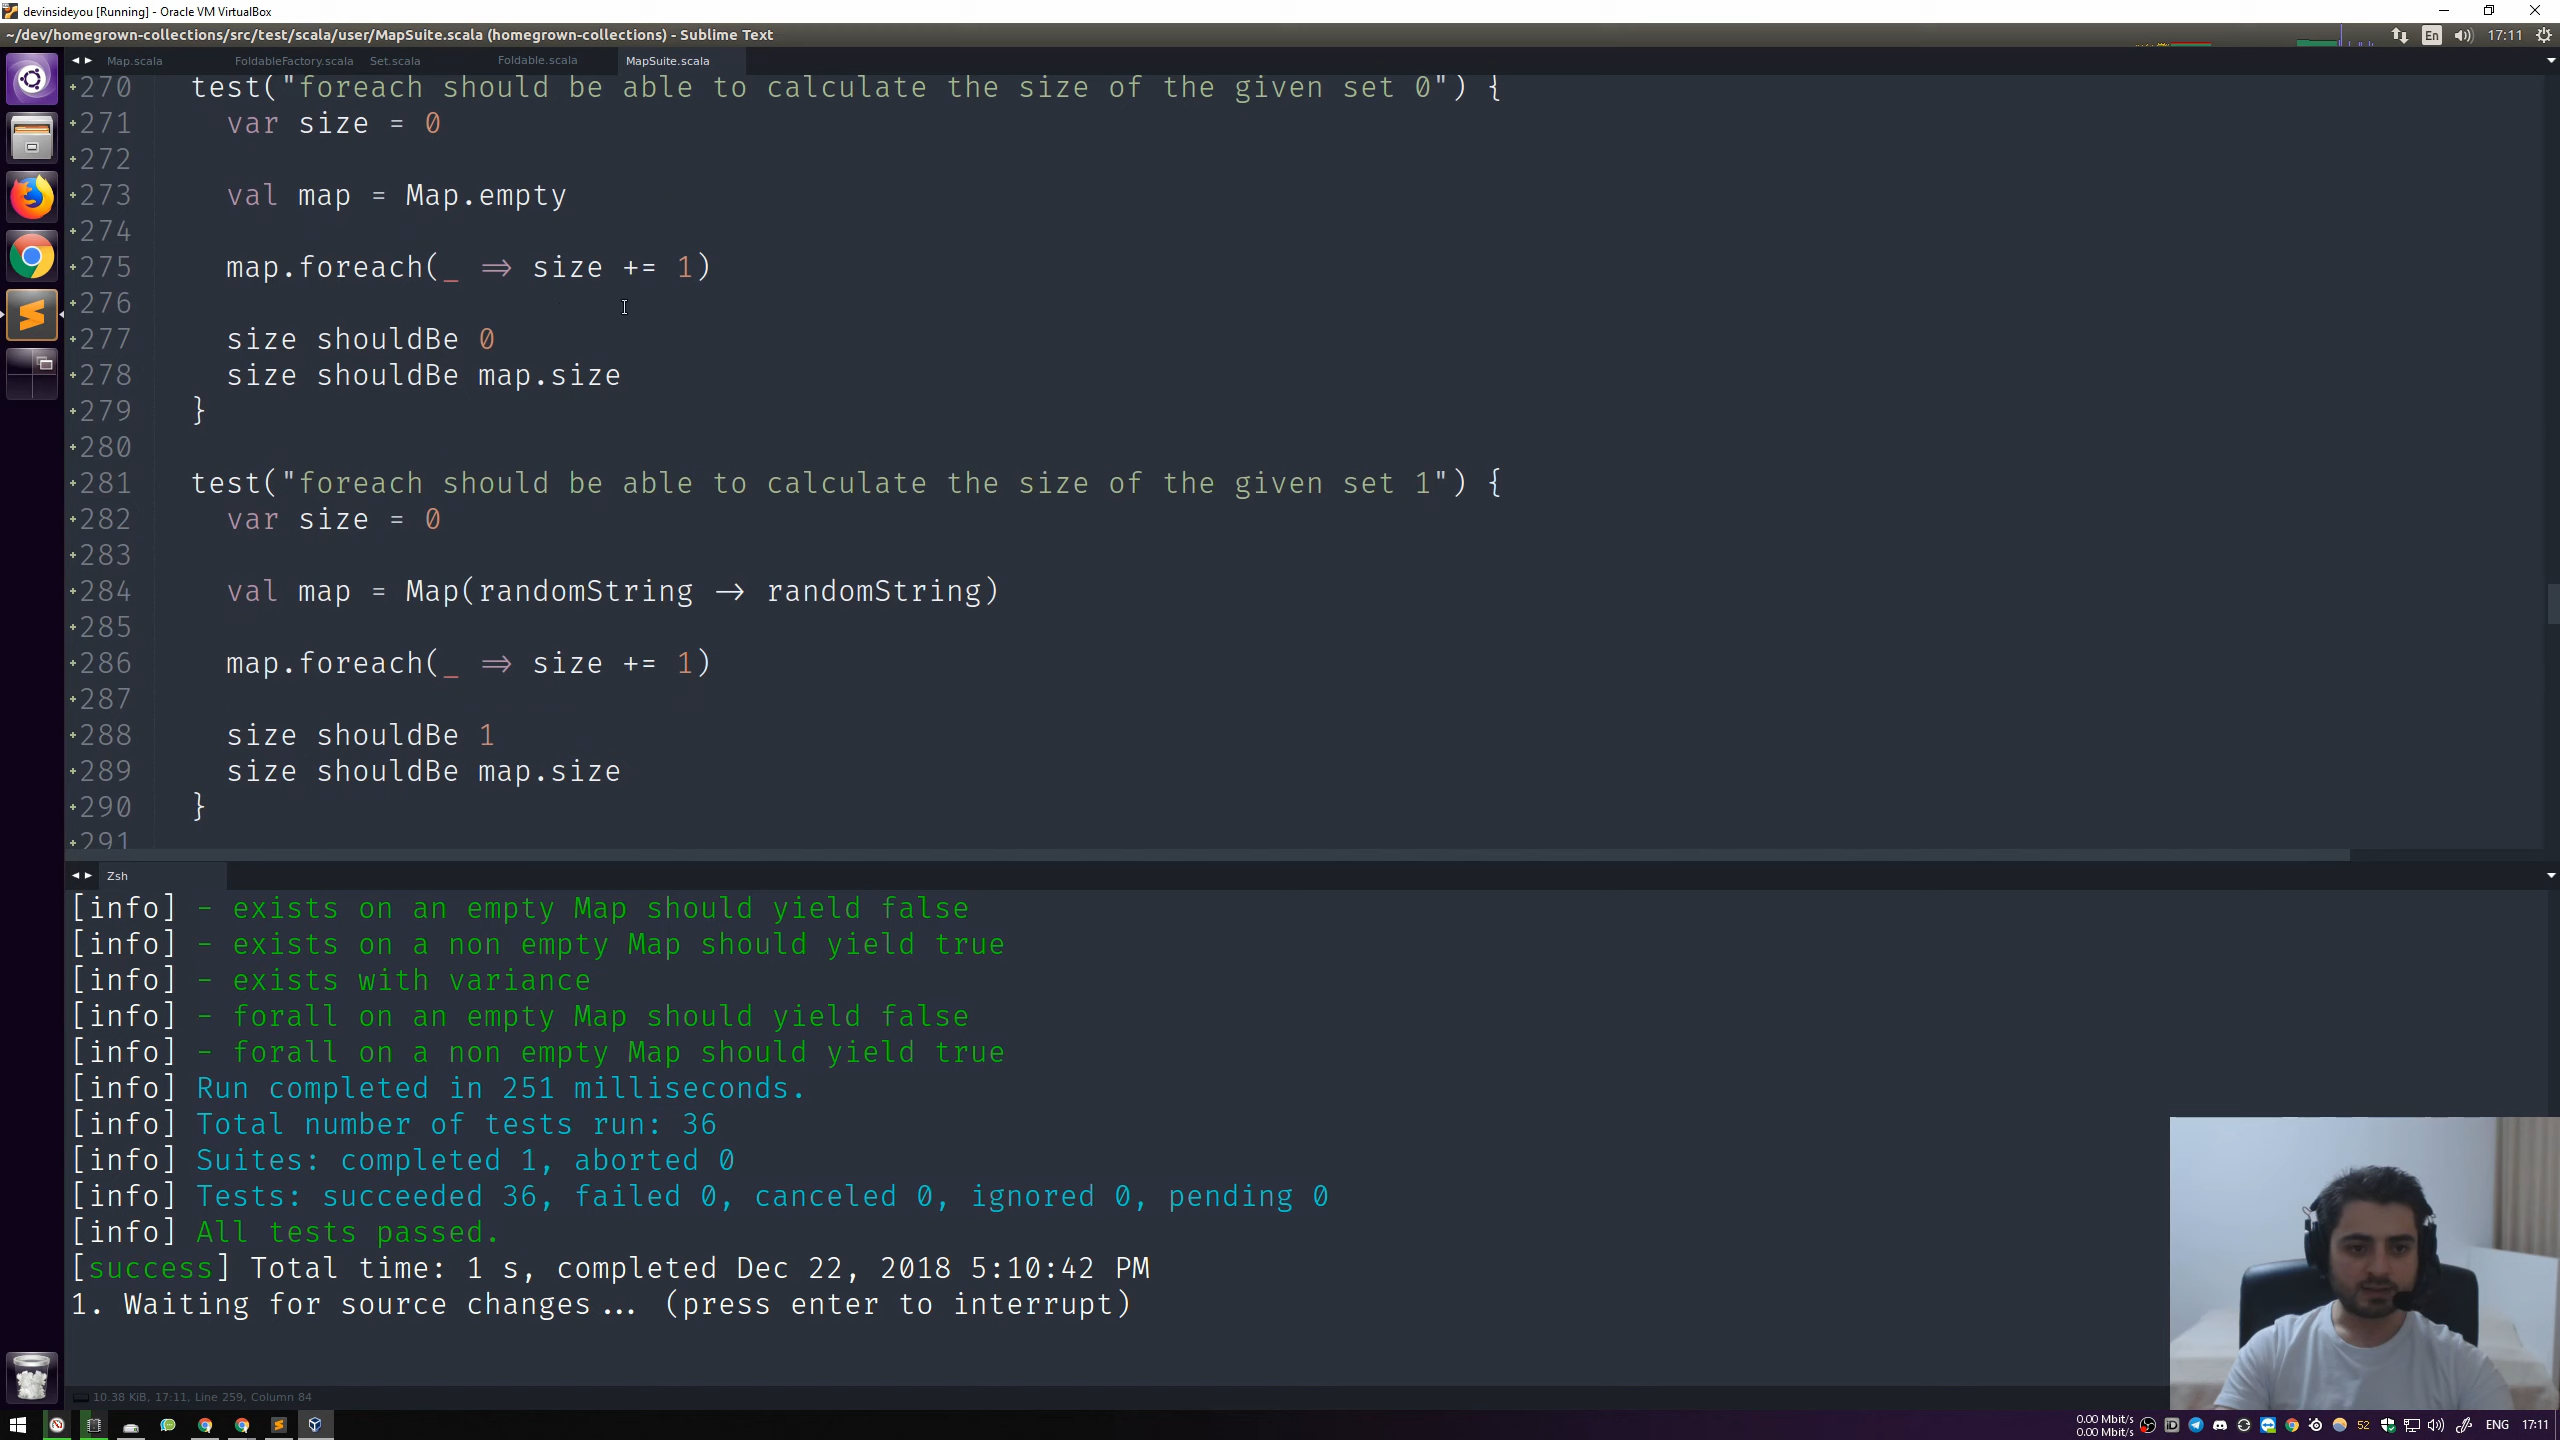 devinsideyou [Running] - Oracle VM VirtualBox
~/dev/homegrown-collections/src/test/scala/user/MapSuite.scala (homegrown-collections) - Sublime Text
En 17:11
Map.scala FoldableFactory.scala Set.scala Foldable.scala MapSuite.scala
270 test("foreach should be able to calculate the size of the given set 0") {
271 var size = 0
272
273 val map = Map.empty
274
275 map.foreach(_ ⇒ size += 1)
276
277 size shouldBe 0
278 size shouldBe map.size
279 }
280
281 test("foreach should be able to calculate the size of the given set 1") {
282 var size = 0
283
284 val map = Map(randomString → randomString)
285
286 map.foreach(_ ⇒ size += 1)
287
288 size shouldBe 1
289 size shouldBe map.size
290 }
291
Zsh
[info] - exists on an empty Map should yield false
[info] - exists on a non empty Map should yield true
[info] - exists with variance
[info] - forall on an empty Map should yield false
[info] - forall on a non empty Map should yield true
[info] Run completed in 251 milliseconds.
[info] Total number of tests run: 36
[info] Suites: completed 1, aborted 0
[info] Tests: succeeded 36, failed 0, canceled 0, ignored 0, pending 0
[info] All tests passed.
[success] Total time: 1 s, completed Dec 22, 2018 5:10:42 PM
1. Waiting for source changes... (press enter to interrupt)
10.38 KiB, 17:11, Line 259, Column 84
0.00 Mbit/s
0.00 Mbit/s
52 ENG 17:11